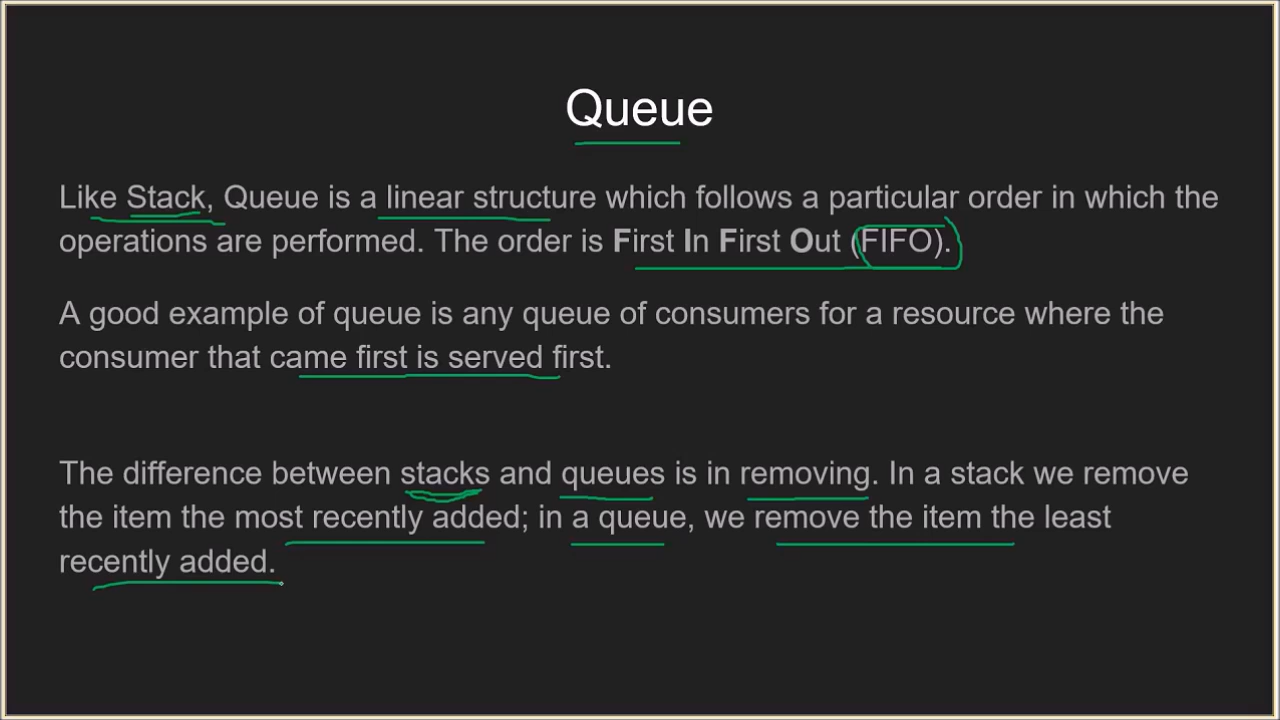 Queue
Like Stack, Queue is a linear structure which follows a particular order in which the
operations are performed. The order is First In First Out (FIFO).
A good example of queue is any queue of consumers for a resource where the
consumer that came first is served first.
The difference between stacks and queues is in removing. In a stack we remove
the item the most recently added; in a queue, we remove the item the least
recently added.